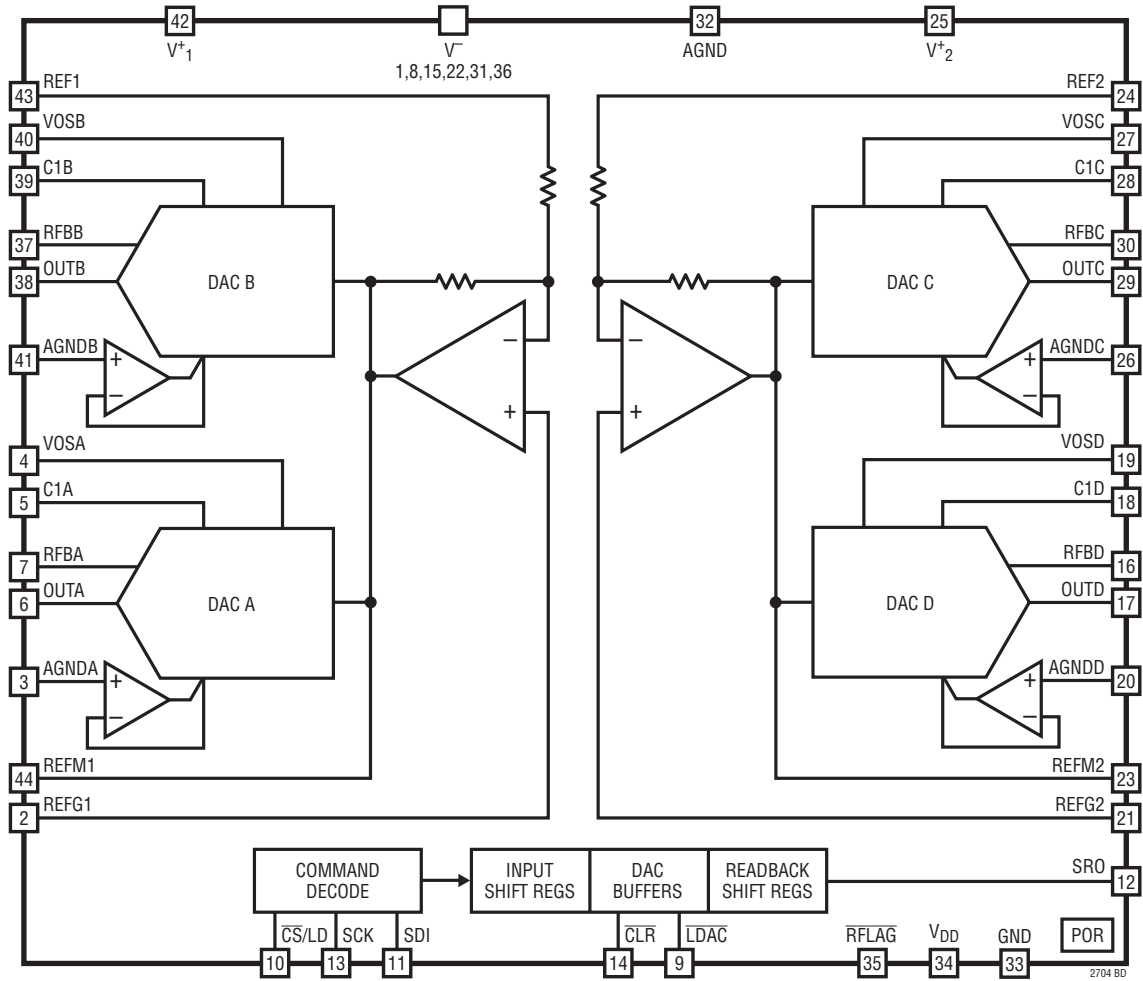 42
V⁺₁
V⁻
1,8,15,22,31,36
32
AGND
25
V⁺₂
43
REF1
40
VOSB
39
C1B
37
RFBB
38
OUTB
DAC B
41
AGNDB
+
−
−
+
4
VOSA
5
C1A
7
RFBA
6
OUTA
DAC A
3
AGNDA
+
−
44
REFM1
2
REFG1
REF2
24
VOSC
27
C1C
28
RFBC
30
OUTC
29
DAC C
AGNDC
26
+
−
−
+
VOSD
19
C1D
18
RFBD
16
OUTD
17
DAC D
AGNDD
20
+
−
REFM2
23
REFG2
21
COMMAND
DECODE
INPUT
SHIFT REGS
DAC
BUFFERS
READBACK
SHIFT REGS
SRO
12
C̅S̅/LD
10
SCK
13
SDI
11
C̅L̅R̅
14
L̅D̅A̅C̅
9
R̅F̅L̅A̅G̅
35
V_DD
34
GND
33
POR
2704 BD